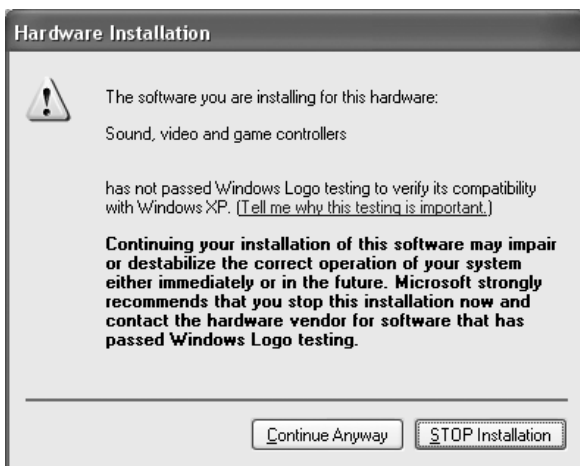 Hardware Installation
The software you are installing for this hardware:
Sound, video and game controllers
has not passed Windows Logo testing to verify its compatibility
with Windows XP. (Tell me why this testing is important.)
Continuing your installation of this software may impair
or destabilize the correct operation of your system
either immediately or in the future. Microsoft strongly
recommends that you stop this installation now and
contact the hardware vendor for software that has
passed Windows Logo testing.
Continue Anyway
STOP Installation